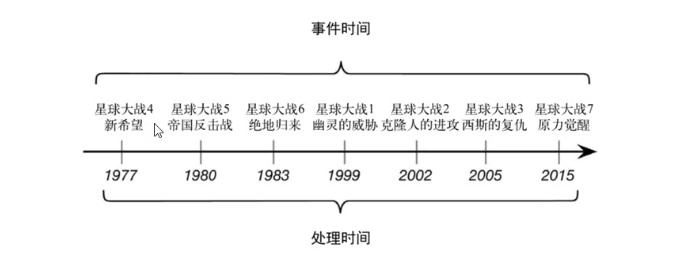 事件时间
星球大战4 星球大战5 星球大战6 星球大战1 星球大战2 星球大战3 星球大战7
新希望 帝国反击战 绝地归来 幽灵的威胁 克隆人的进攻 西斯的复仇 原力觉醒
1977 1980 1983 1999 2002 2005 2015
处理时间